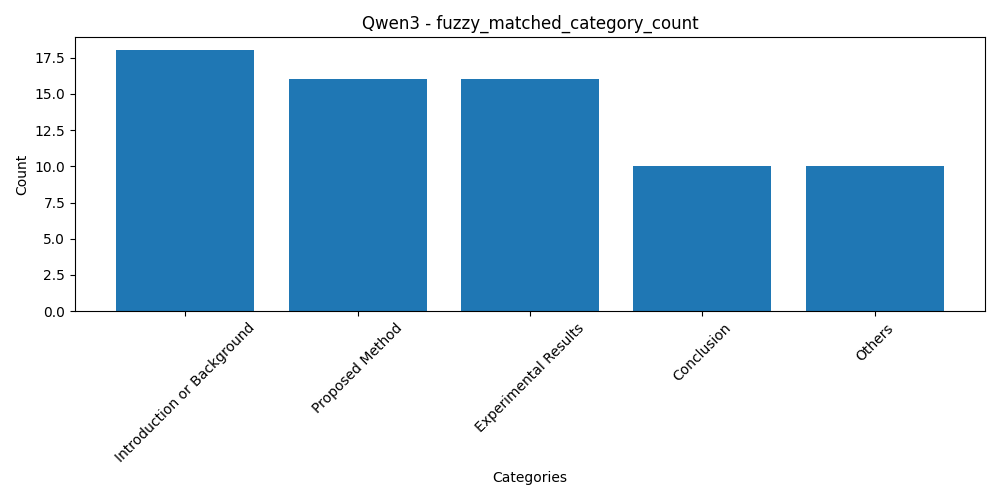 Qwen3 - fuzzy_matched_category_count
Count
17.5
15.0
12.5
10.0
7.5
5.0
2.5
0.0
Introduction or Background
Proposed Method
Experimental Results
Conclusion
Others
Categories